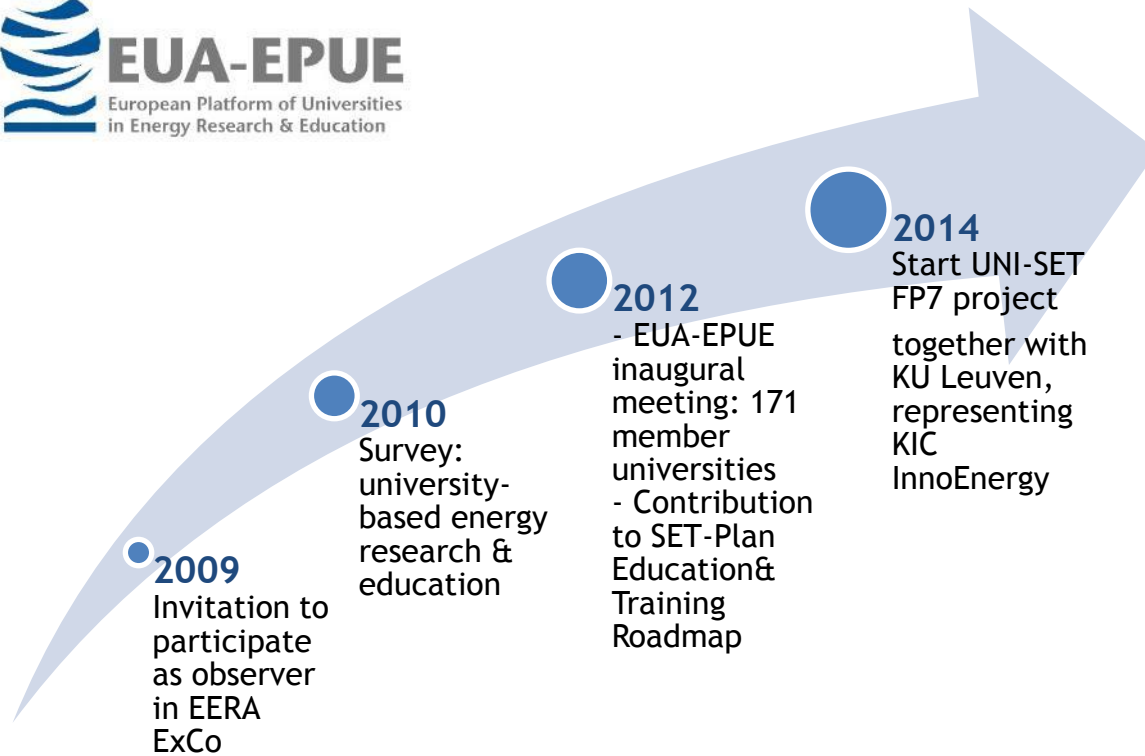 EUA-EPUE
European Platform of Universities
in Energy Research & Education
2009
Invitation to
participate
as observer
in EERA
ExCo
2010
Survey:
university-
based energy
research &
education
2012
- EUA-EPUE
inaugural
meeting: 171
member
universities
- Contribution
to SET-Plan
Education&
Training
Roadmap
2014
Start UNI-SET
FP7 project
together with
KU Leuven,
representing
KIC
InnoEnergy